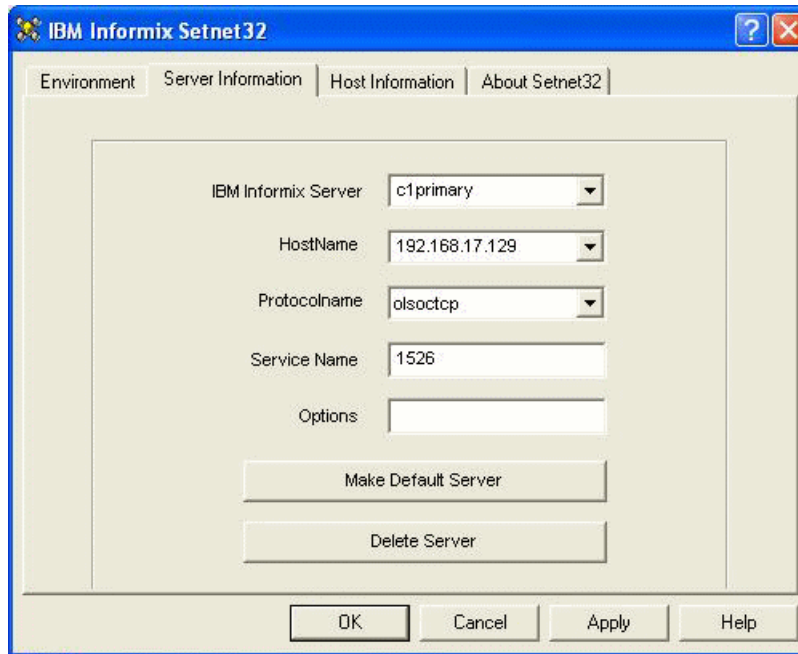 IBM Informix Setnet32
Environment Server Information Host Information About Setnet32
IBM Informix Server c1primary
HostName 192.168.17.129
Protocolname olsoctcp
Service Name 1526
Options
Make Default Server
Delete Server
OK Cancel Apply Help